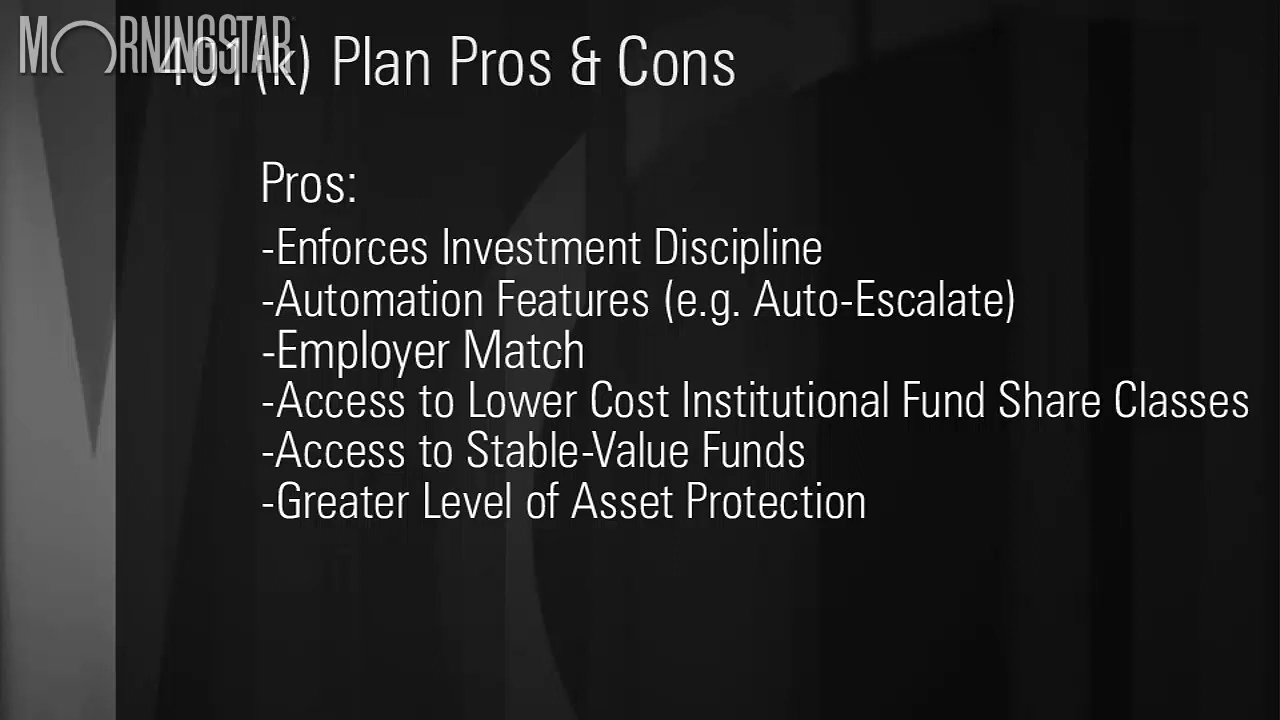 MORNINGSTAR
401(k) Plan Pros & Cons
Pros:
-Enforces Investment Discipline
-Automation Features (e.g. Auto-Escalate)
-Employer Match
-Access to Lower Cost Institutional Fund Share Classes
-Access to Stable-Value Funds
-Greater Level of Asset Protection